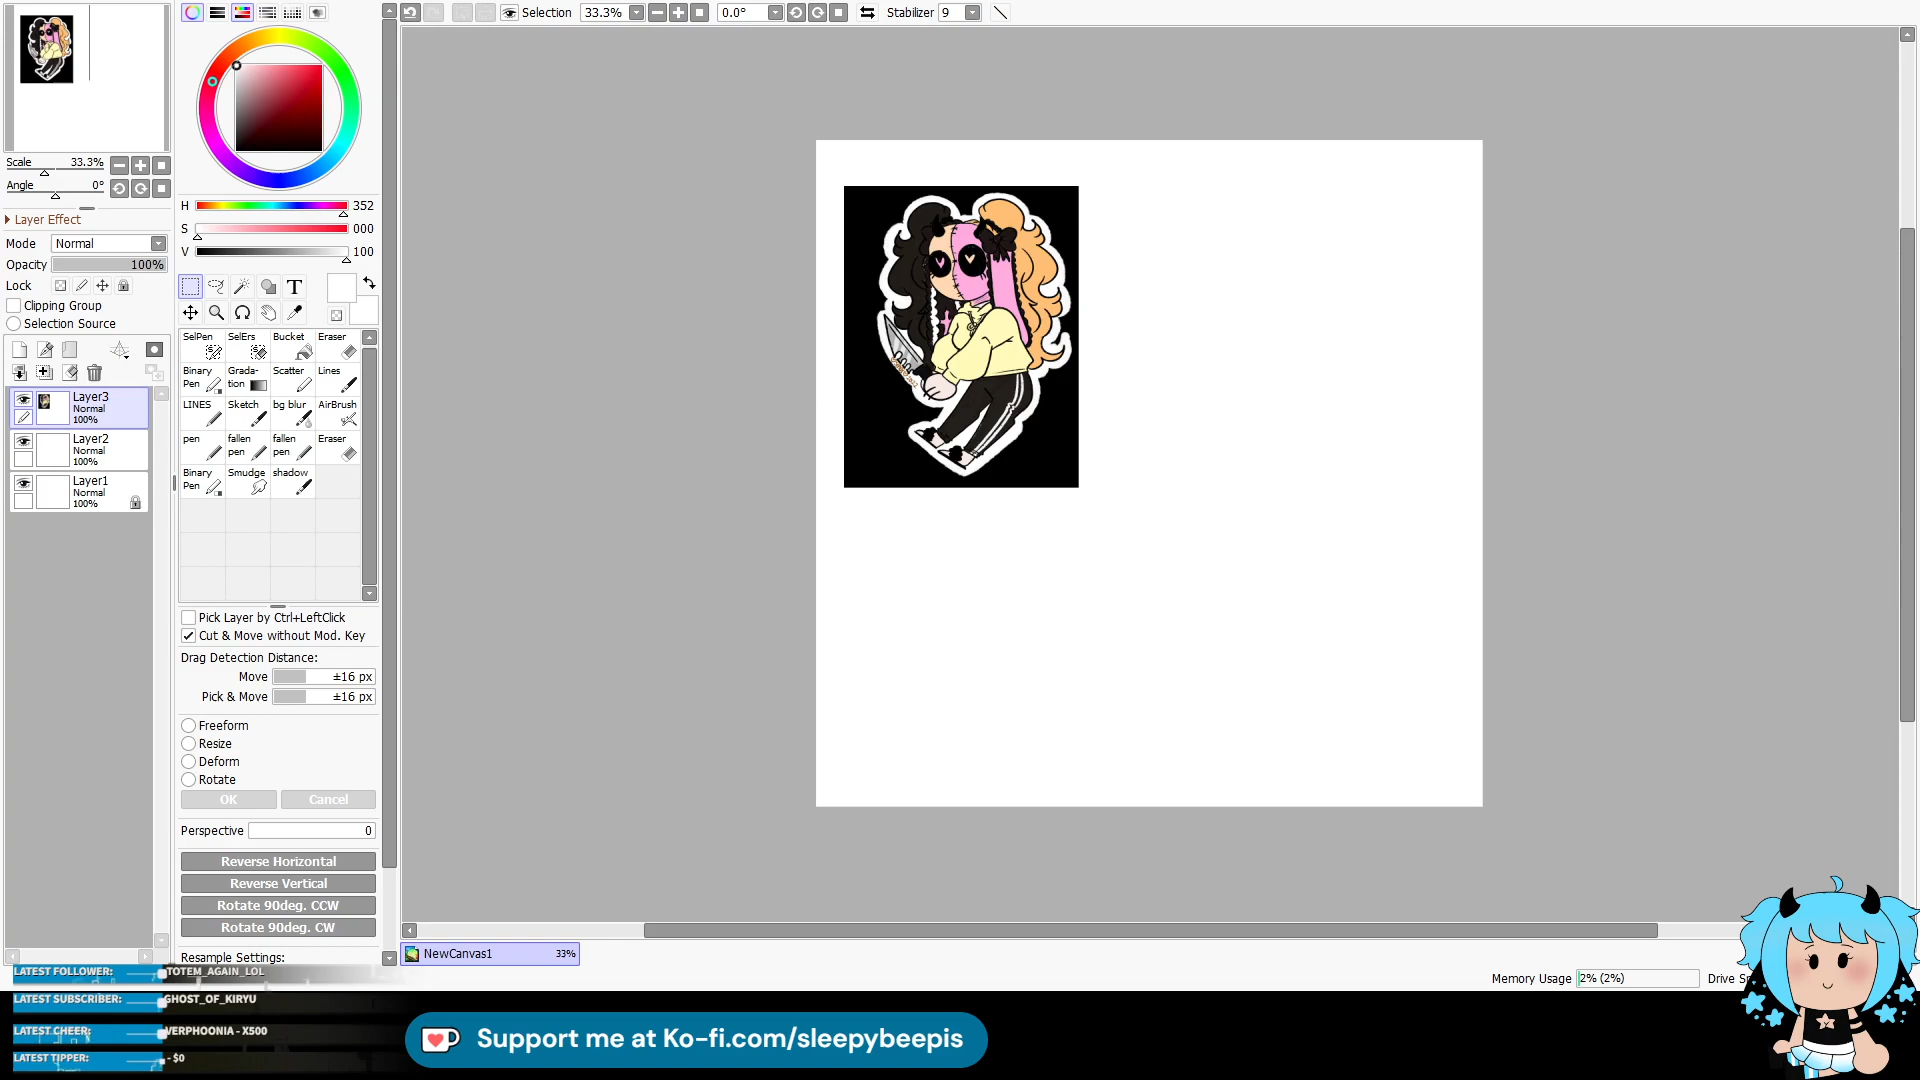 Selection 33.3% 0.0° Stabilizer 9
Scale 33.3%
Angle 0°
Layer Effect
Mode Normal
Opacity 100%
Lock
Clipping Group
Selection Source
Layer3
Normal
100%
Layer2
Normal
100%
Layer1
Normal
100%
H 352
S 000
V 100
T
SelPen SelErs Bucket Eraser
Binary Pen Grada-tion Scatter Lines
LINES Sketch bg blur AirBrush
pen fallen pen fallen pen Eraser
Binary Pen Smudge shadow
Pick Layer by Ctrl+LeftClick
Cut & Move without Mod. Key
Drag Detection Distance:
Move ±16 px
Pick & Move ±16 px
Freeform
Resize
Deform
Rotate
OK Cancel
Perspective 0
Reverse Horizontal
Reverse Vertical
Rotate 90deg. CCW
Rotate 90deg. CW
Resample Settings:
NewCanvas1 33%
Memory Usage 2% (2%) Drive
LATEST FOLLOWER: TOTEM_AGAIN_LOL
LATEST SUBSCRIBER: GHOST_OF_KIRYU
LATEST CHEER: VERPHOONIA - X500
LATEST TIPPER: - $0
Support me at Ko-fi.com/sleepybeepis